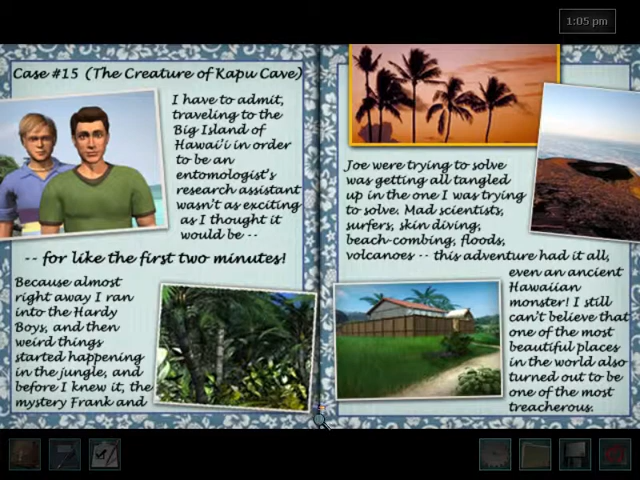 1:05 pm
Case #15 (The Creature of Kapu Cave)
I have to admit,
traveling to the
Big Island of
Hawai'i in order
to be an
entomologist's
research assistant
wasn't as exciting
as I thought it
would be --
-- for like the first two minutes!
Because almost
right away I ran
into the Hardy
Boys, and then
weird things
started happening
in the jungle, and
before I knew it, the
mystery Frank and
Joe were trying to solve
was getting all tangled
up in the one I was trying
to solve. Mad scientists,
surfers, skin diving,
beach-combing, floods,
volcanoes -- this adventure had it all,
even an ancient
Hawaiian
monster! I still
can't believe that
one of the most
beautiful places
in the world also
turned out to be
one of the most
treacherous.